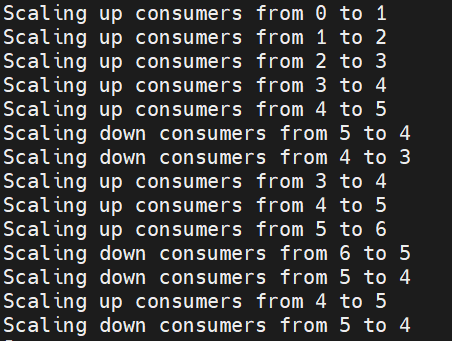 Scaling up consumers from 0 to 1
Scaling up consumers from 1 to 2
Scaling up consumers from 2 to 3
Scaling up consumers from 3 to 4
Scaling up consumers from 4 to 5
Scaling down consumers from 5 to 4
Scaling down consumers from 4 to 3
Scaling up consumers from 3 to 4
Scaling up consumers from 4 to 5
Scaling up consumers from 5 to 6
Scaling down consumers from 6 to 5
Scaling down consumers from 5 to 4
Scaling up consumers from 4 to 5
Scaling down consumers from 5 to 4